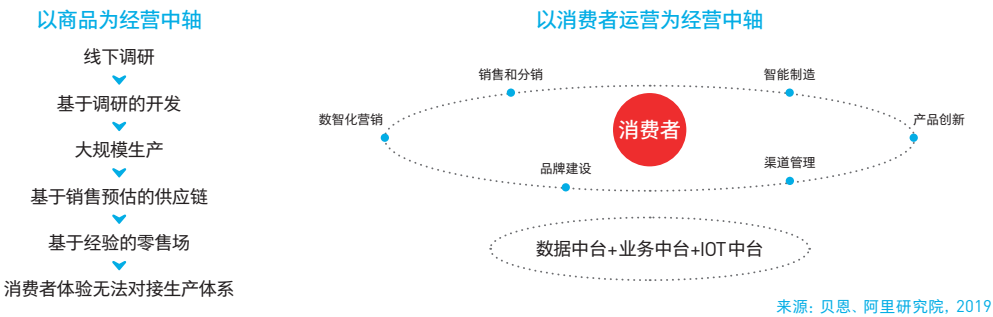 以商品为经营中轴
线下调研
基于调研的开发
大规模生产
基于销售预估的供应链
基于经验的零售场
消费者体验无法对接生产体系
以消费者运营为经营中轴
销售和分销
智能制造
数智化营销
消费者
产品创新
品牌建设
渠道管理
数据中台+业务中台+IOT中台
来源: 贝恩、阿里研究院, 2019